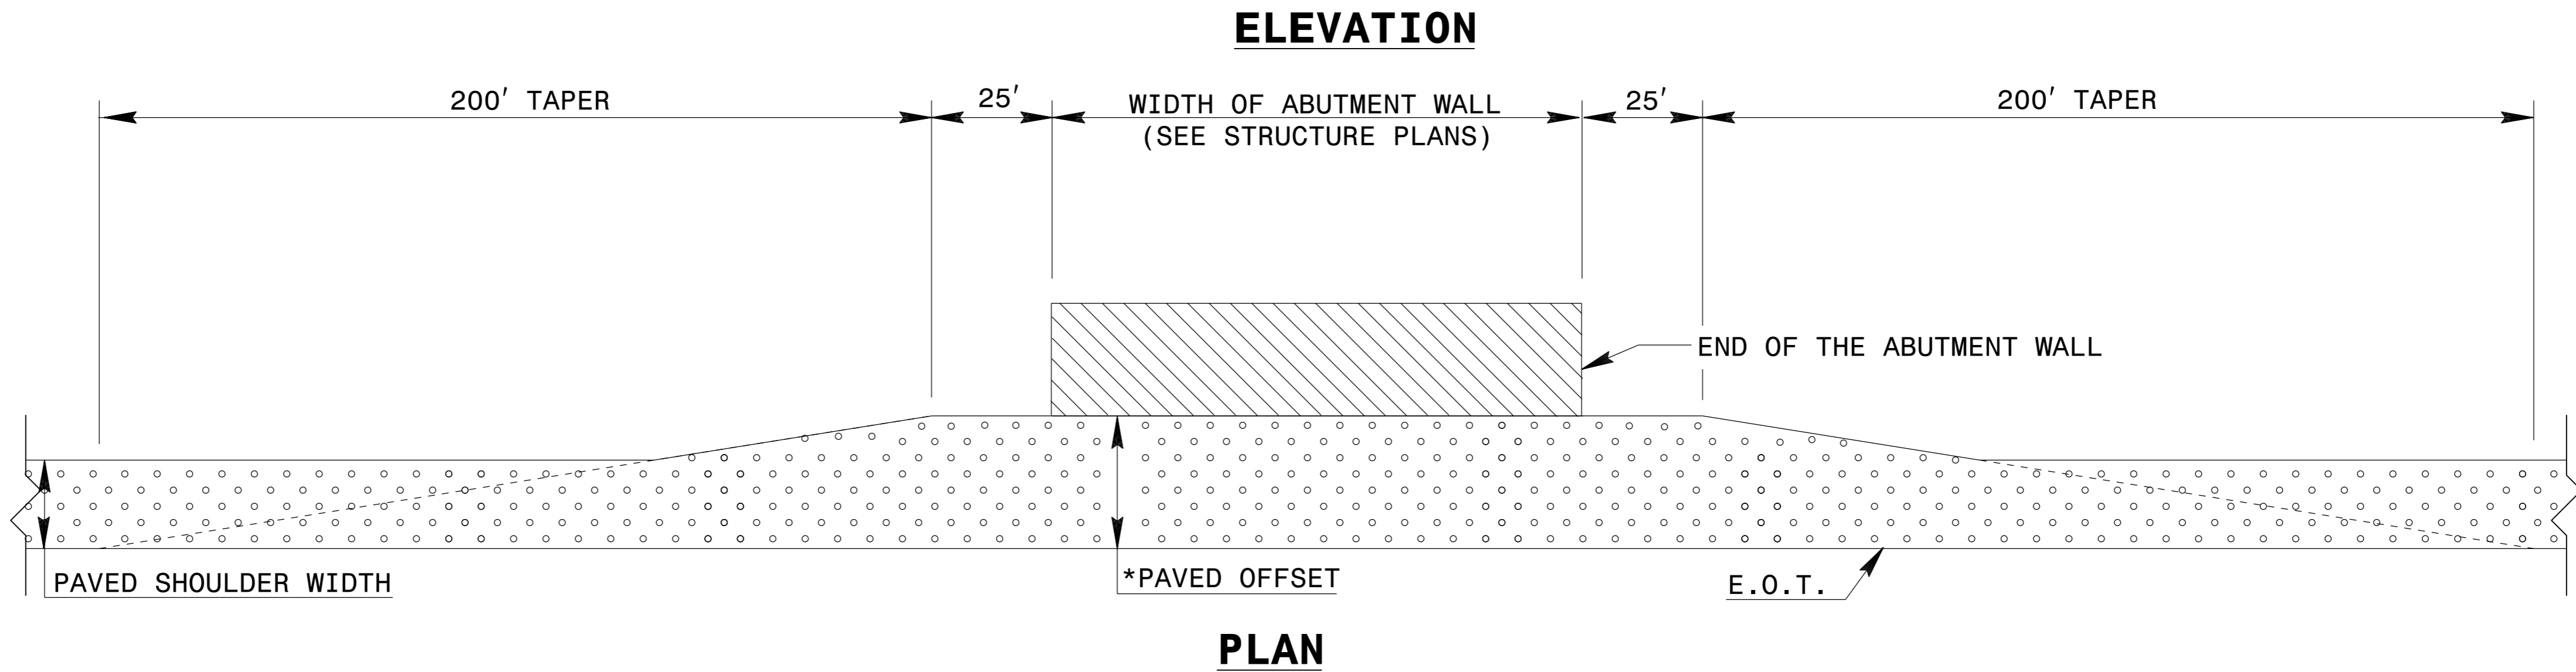 ELEVATION
200' TAPER
25'
WIDTH OF ABUTMENT WALL
(SEE STRUCTURE PLANS)
25'
200' TAPER
END OF THE ABUTMENT WALL
PAVED SHOULDER WIDTH
*PAVED OFFSET
E.O.T.
PLAN